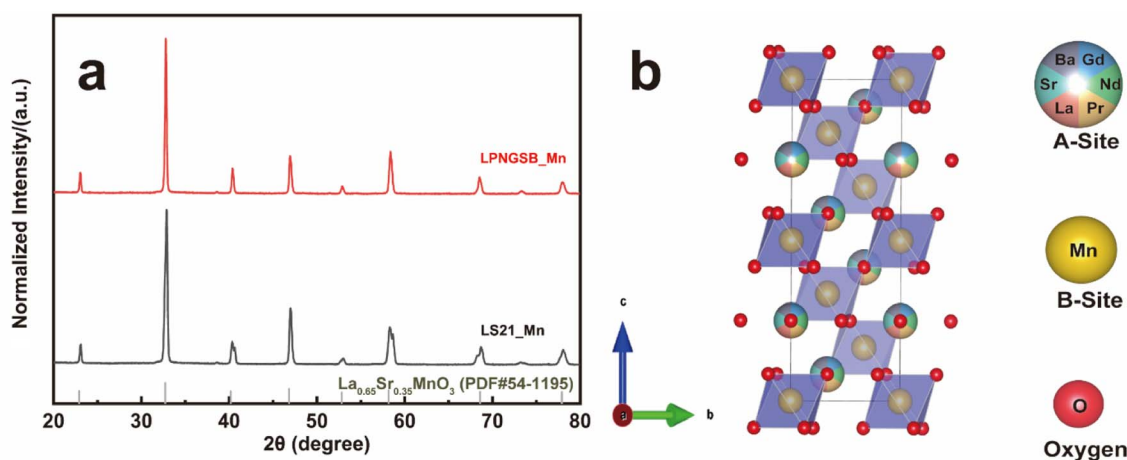 a
Normalized Intensity/(a.u.)
LPNGSB_Mn
LS21_Mn
La0.65Sr0.35MnO3 (PDF#54-1195)
20 30 40 50 60 70 80
2θ (degree)
b
c
a
b
Ba Gd
Sr Nd
La Pr
A-Site
Mn
B-Site
O
Oxygen